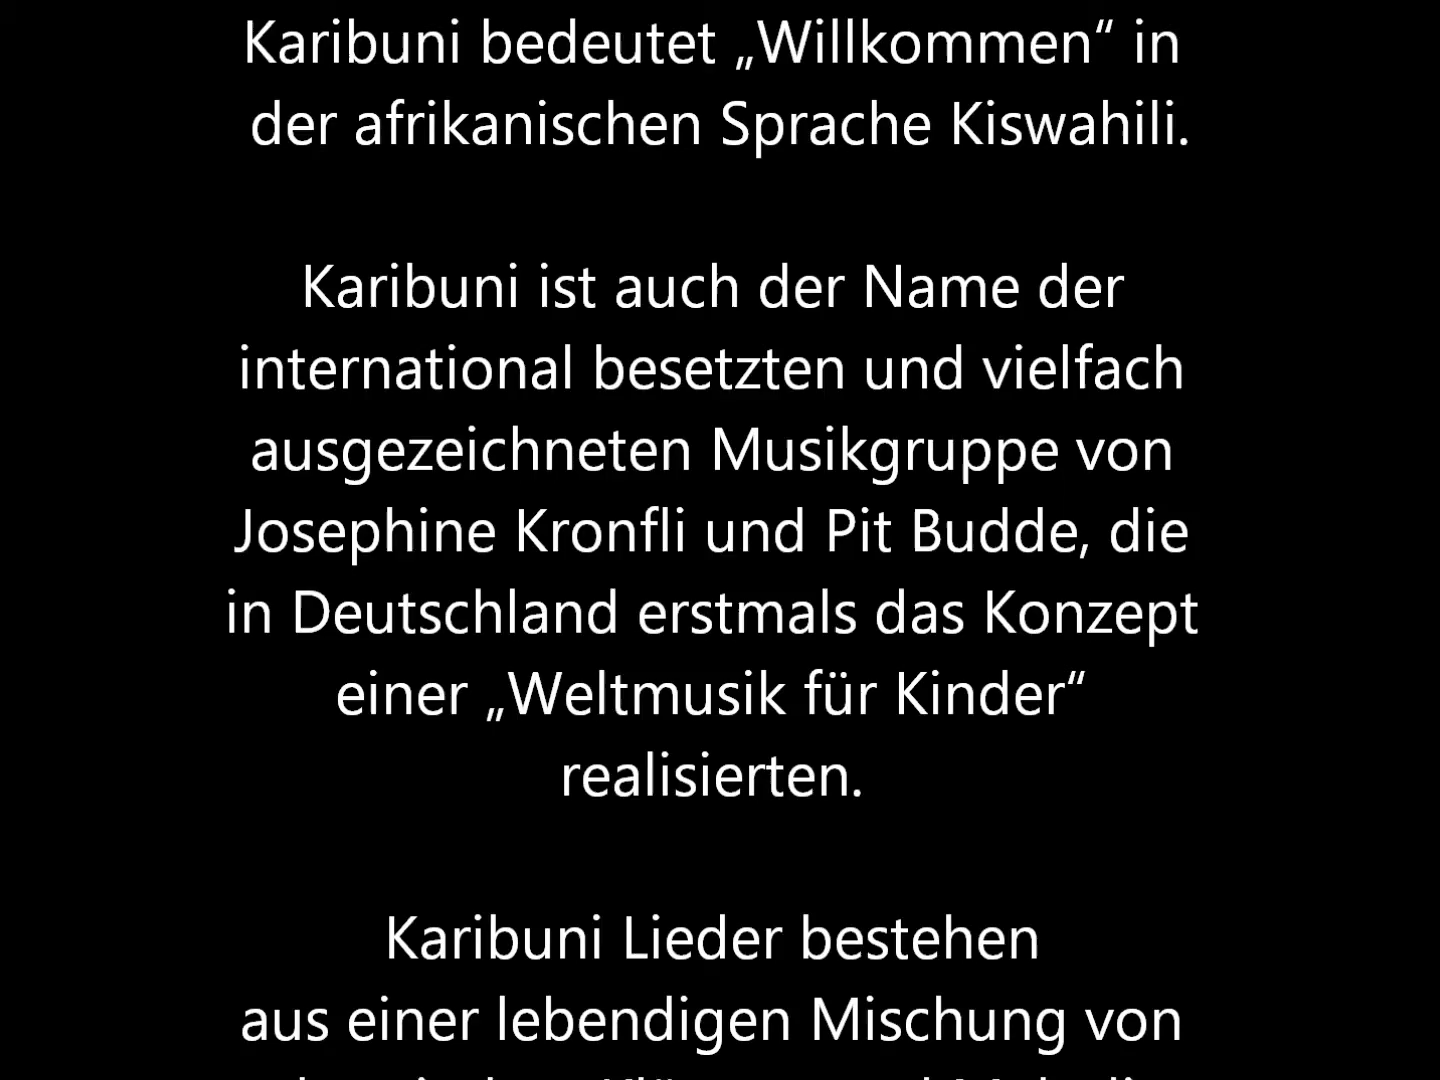 Karibuni bedeutet „Willkommen“ in
der afrikanischen Sprache Kiswahili.
Karibuni ist auch der Name der
international besetzten und vielfach
ausgezeichneten Musikgruppe von
Josephine Kronfli und Pit Budde, die
in Deutschland erstmals das Konzept
einer „Weltmusik für Kinder“
realisierten.
Karibuni Lieder bestehen
aus einer lebendigen Mischung von